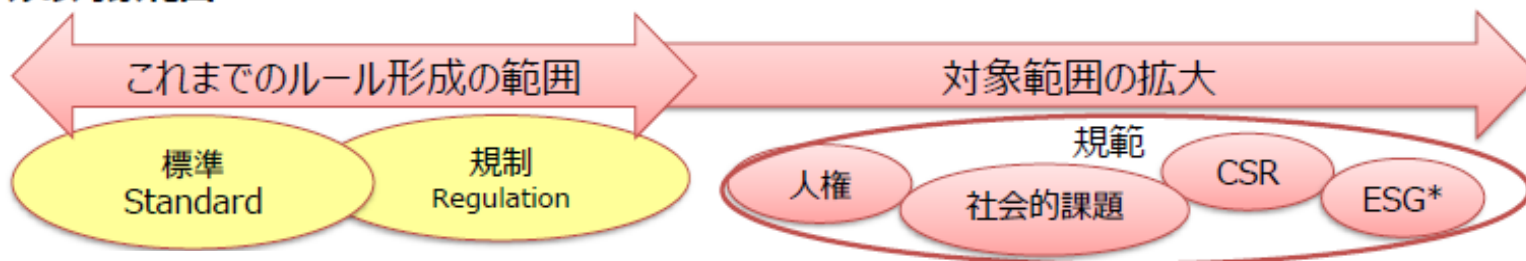 これまでのルール形成の範囲
対象範囲の拡大
標準
Standard
規制
Regulation
規範
人権
社会的課題
CSR
ESG*